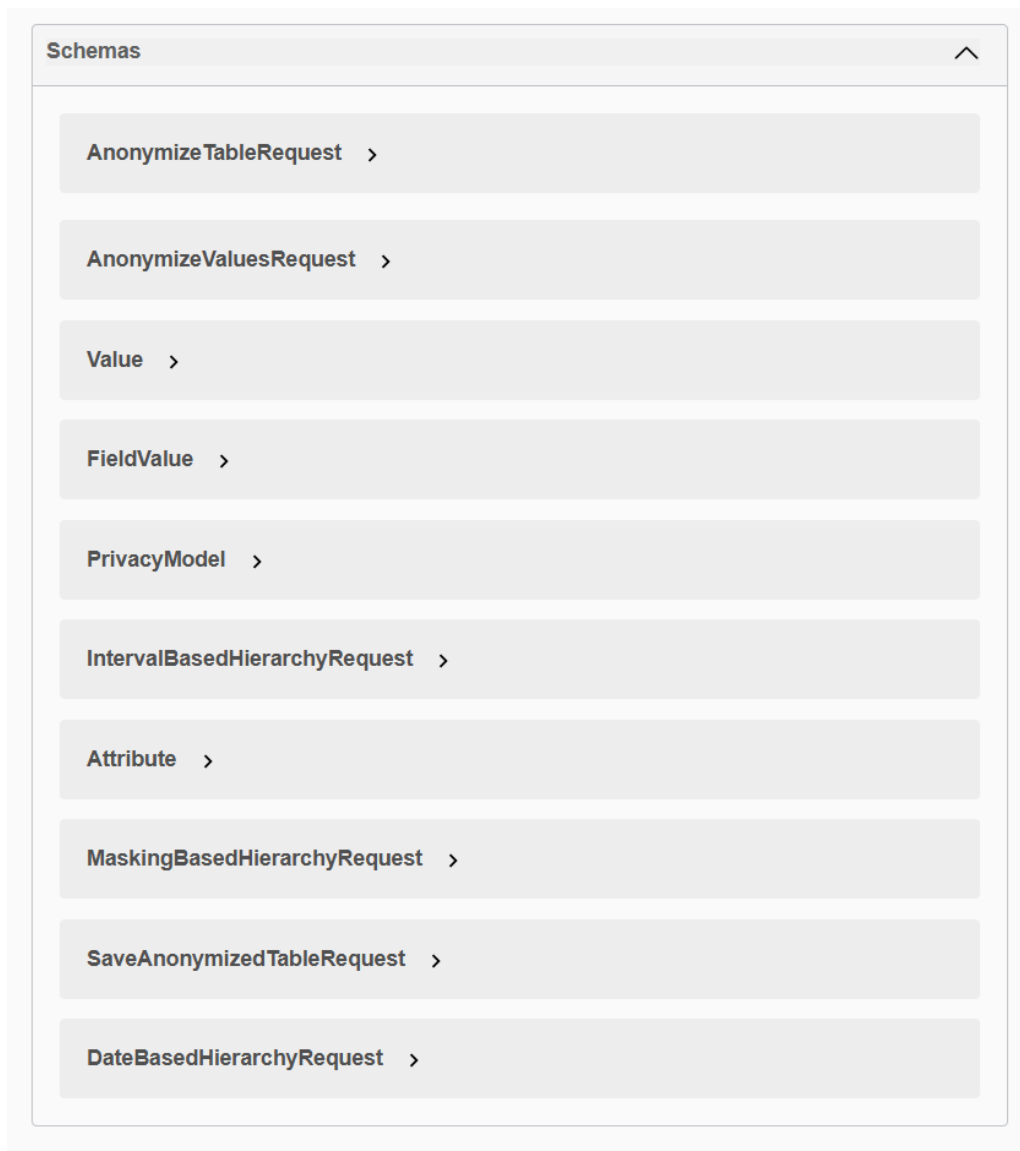 Schemas
AnonymizeTableRequest
AnonymizeValuesRequest
Value
FieldValue
PrivacyModel
IntervalBasedHierarchyRequest
Attribute
MaskingBasedHierarchyRequest
SaveAnonymizedTableRequest
DateBasedHierarchyRequest